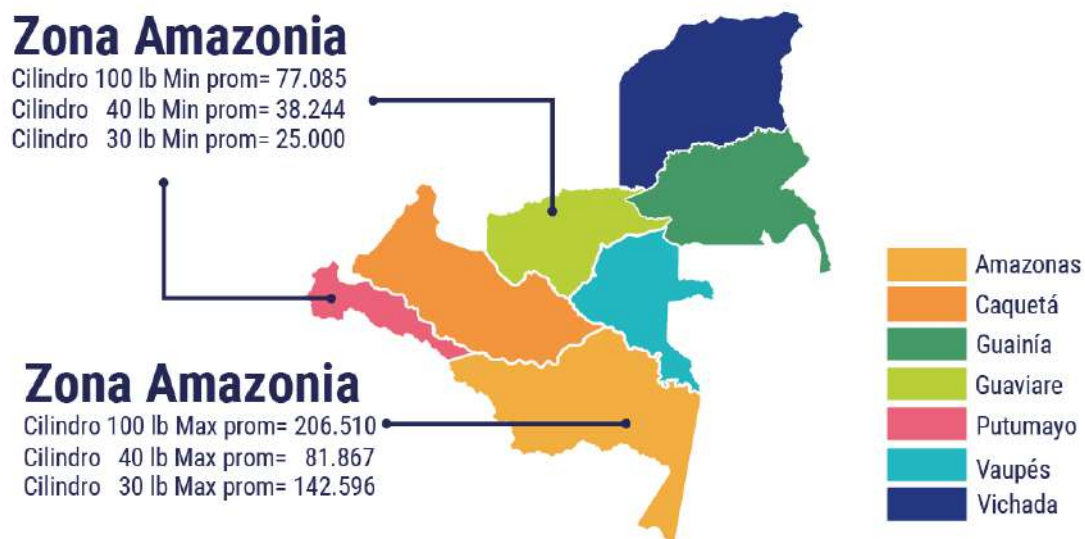 Zona Amazonia
Cilindro 100 lb Min prom= 77.085
Cilindro 40 lb Min prom= 38.244
Cilindro 30 lb Min prom= 25.000
Zona Amazonia
Cilindro 100 lb Max prom= 206.510
Cilindro 40 lb Max prom= 81.867
Cilindro 30 lb Max prom= 142.596
Amazonas
Caquetá
Guainía
Guaviare
Putumayo
Vaupés
Vichada